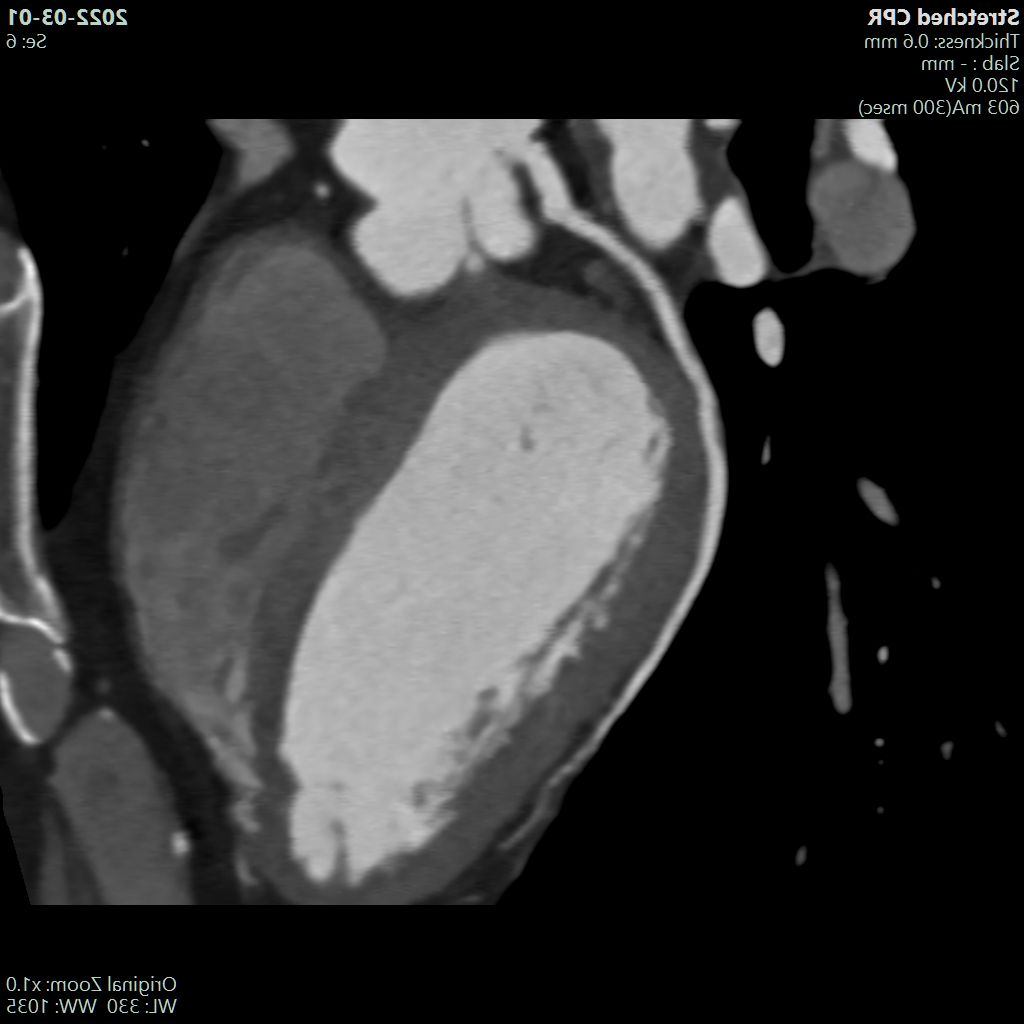 Stretched CPR
Thickness: 0.6 mm
Slab : - mm
120.0 kV
603 mA(300 msec)
2022-03-01
Se: 6
Original Zoom: x1.0
WL: 330 WW: 1035